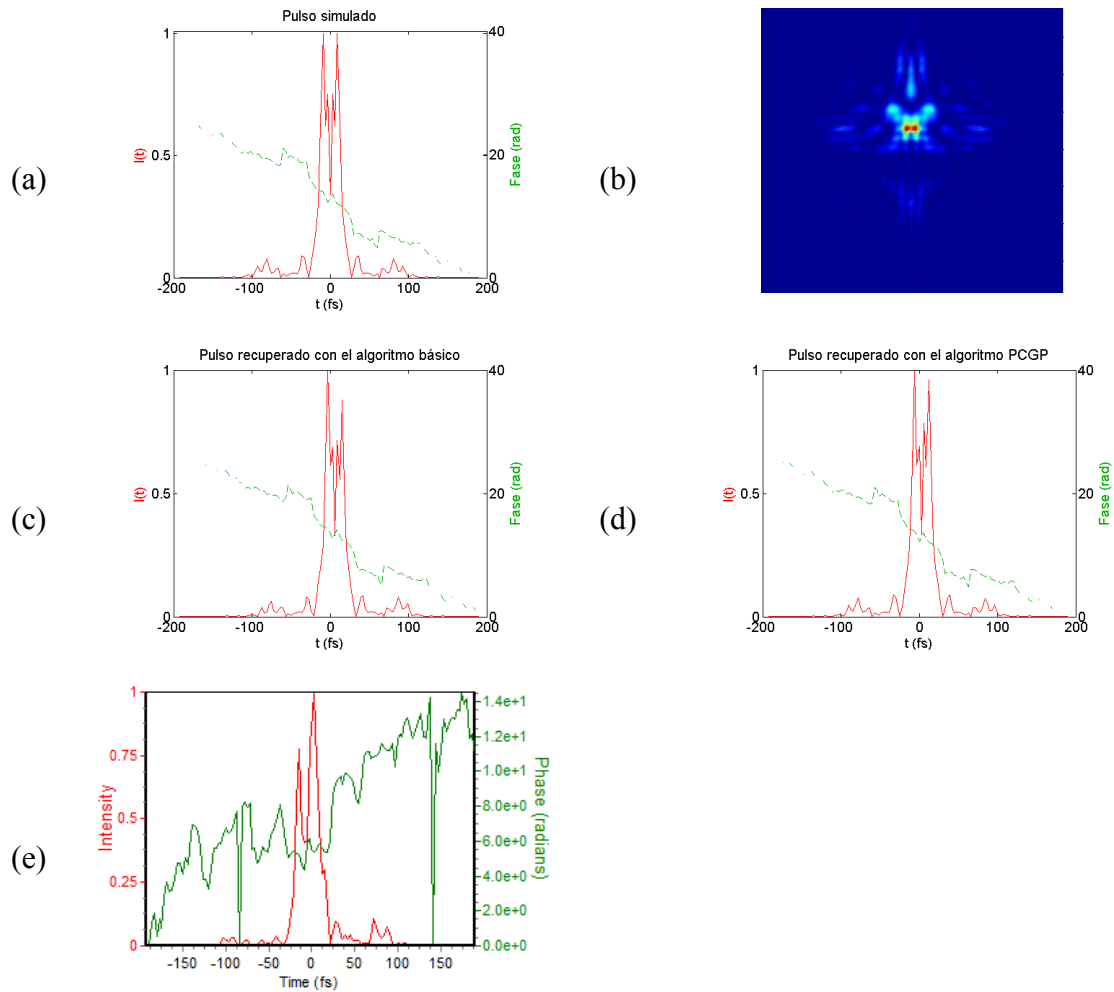 Pulso simulado
(a)
I(t)
1
0.5
0
40
20
0
Fase (rad)
-200 -100 0 100 200
t (fs)
(b)
Pulso recuperado con el algoritmo básico
(c)
I(t)
1
0.5
0
40
20
0
Fase (rad)
-200 -100 0 100 200
t (fs)
Pulso recuperado con el algoritmo PCGP
(d)
I(t)
1
0.5
0
40
20
0
Fase (rad)
-200 -100 0 100 200
t (fs)
(e)
Intensity
1
0.75
0.5
0.25
0
1.4e+1
1.2e+1
1.0e+1
8.0e+0
6.0e+0
4.0e+0
2.0e+0
0.0e+0
Phase (radians)
-150 -100 -50 0 50 100 150
Time (fs)